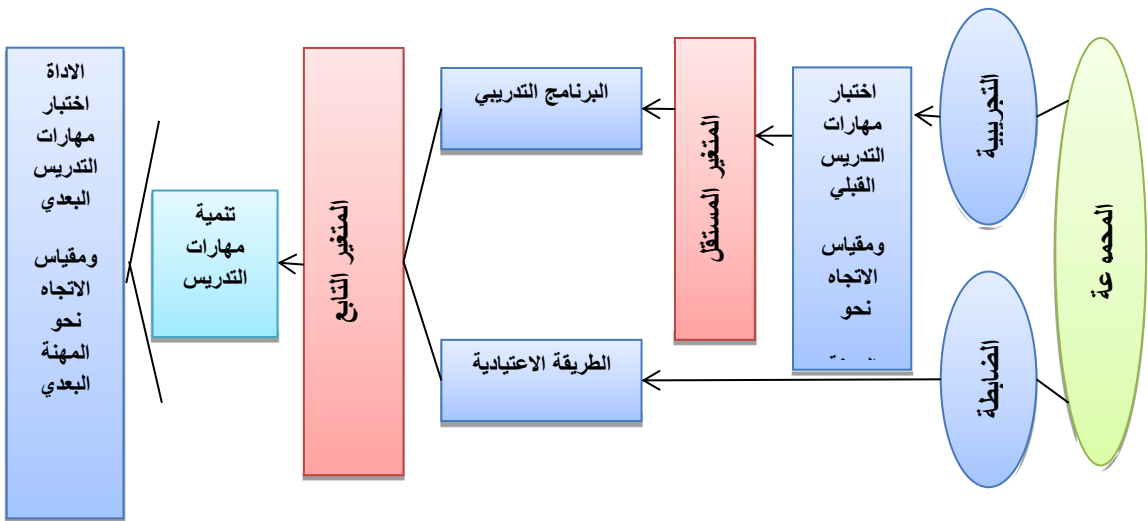 المجموعة
التجريبية
الضابطة
اختبار
مهارات
التدريس
القبلي
ومقياس
الاتجاه
نحو
المتغير المستقل
البرنامج التدريبي
الطريقة الاعتيادية
المتغير التابع
تنمية
مهارات
التدريس
الاداة
اختبار
مهارات
التدريس
البعدي
ومقياس
الاتجاه
نحو
المهنة
البعدي